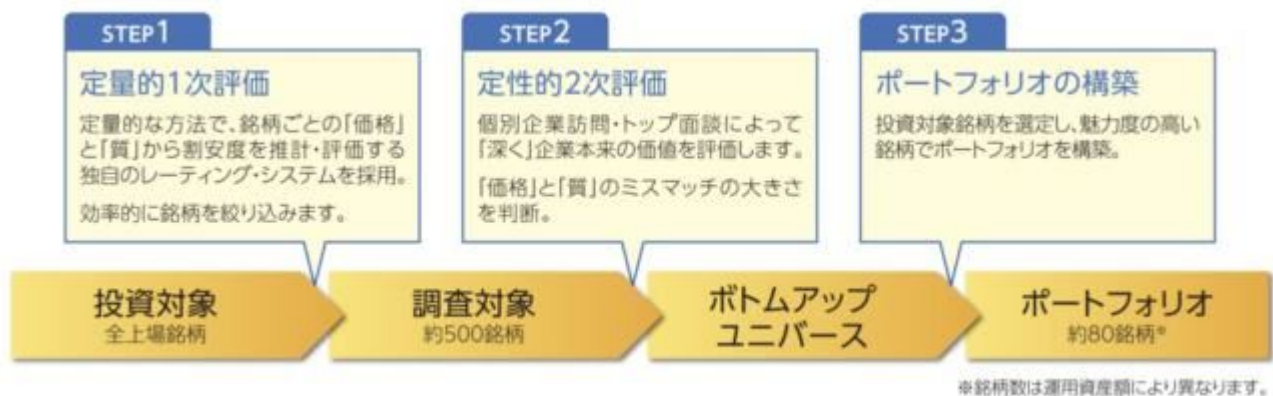 STEP1
定量的1次評価
定量的な方法で、銘柄ごとの「価格」
と「質」から割安度を推計・評価する
独自のレーティング・システムを採用。
効率的に銘柄を絞り込みます。
STEP2
定性的2次評価
個別企業訪問・トップ面談によって
「深く」企業本来の価値を評価します。
「価格」と「質」のミスマッチの大きさ
を判断。
STEP3
ポートフォリオの構築
投資対象銘柄を選定し、魅力度の高い
銘柄でポートフォリオを構築。
投資対象
全上場銘柄
調査対象
約500銘柄
ボトムアップ
ユニバース
ポートフォリオ
約80銘柄※
※銘柄数は運用資産額により異なります。